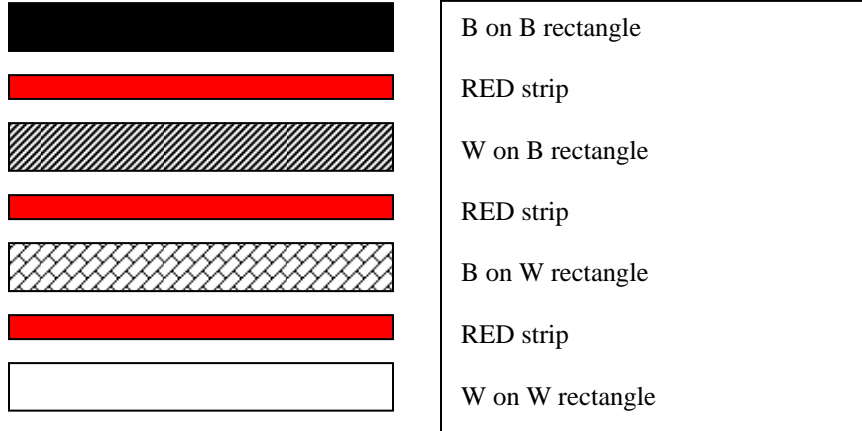 B on B rectangle
RED strip
W on B rectangle
RED strip
B on W rectangle
RED strip
W on W rectangle